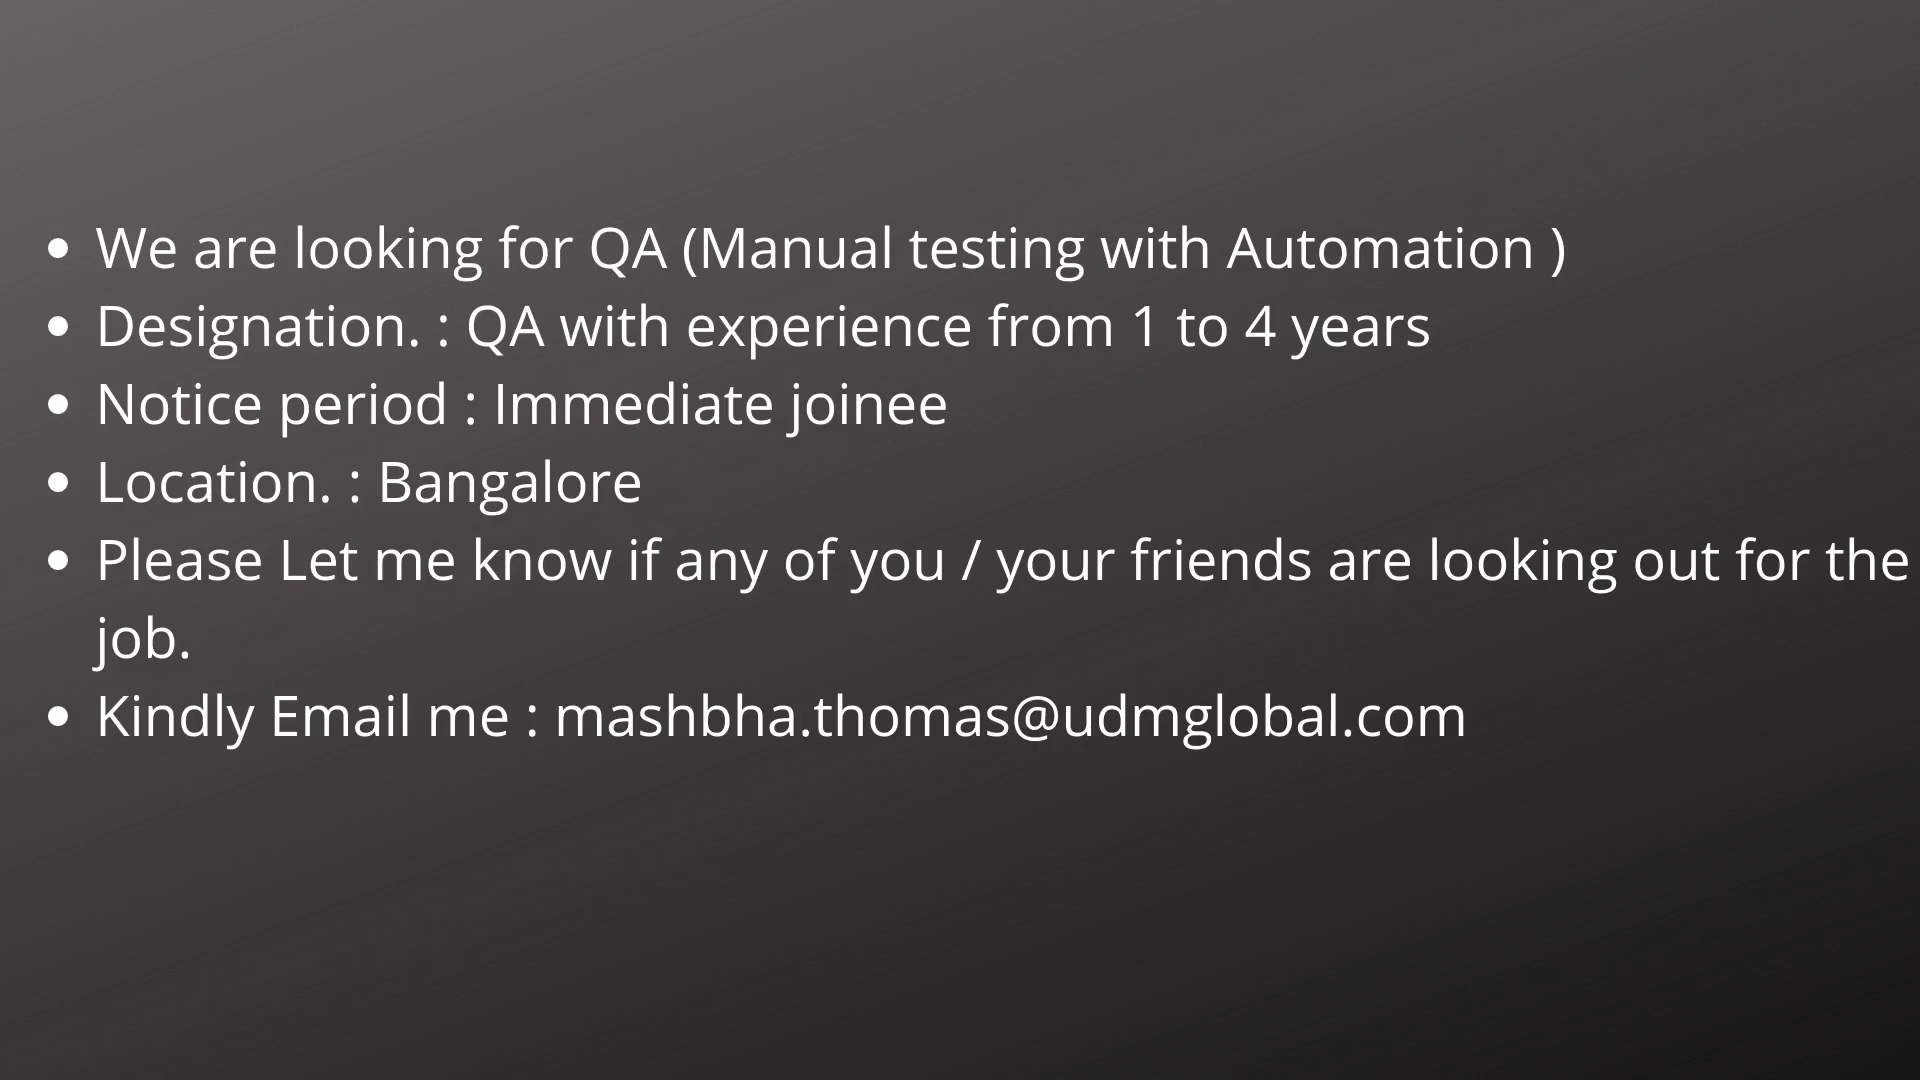 • We are looking for QA (Manual testing with Automation )
• Designation. : QA with experience from 1 to 4 years
• Notice period : Immediate joinee
• Location. : Bangalore
• Please Let me know if any of you / your friends are looking out for the
job.
• Kindly Email me : mashbha.thomas@udmglobal.com